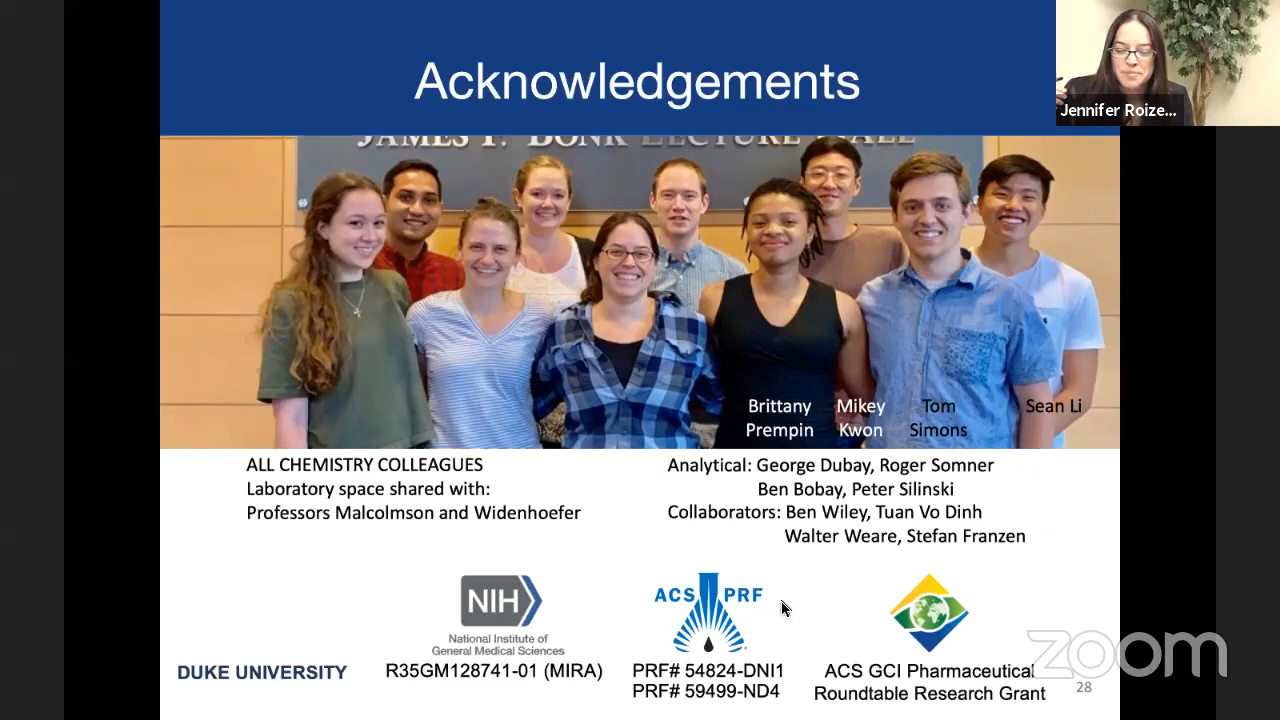 Acknowledgements
Jennifer Roize...
LECTURE
Brittany Prempin
Mikey Kwon
Tom Simons
Sean Li
ALL CHEMISTRY COLLEAGUES
Laboratory space shared with:
Professors Malcolmson and Widenhoefer
Analytical: George Dubay, Roger Somner
Ben Bobay, Peter Silinski
Collaborators: Ben Wiley, Tuan Vo Dinh
Walter Weare, Stefan Franzen
NIH
National Institute of
General Medical Sciences
R35GM128741-01 (MIRA)
ACS PRF
PRF# 54824-DNI1
PRF# 59499-ND4
ACS GCI Pharmaceutical
Roundtable Research Grant
DUKE UNIVERSITY
28
zoom